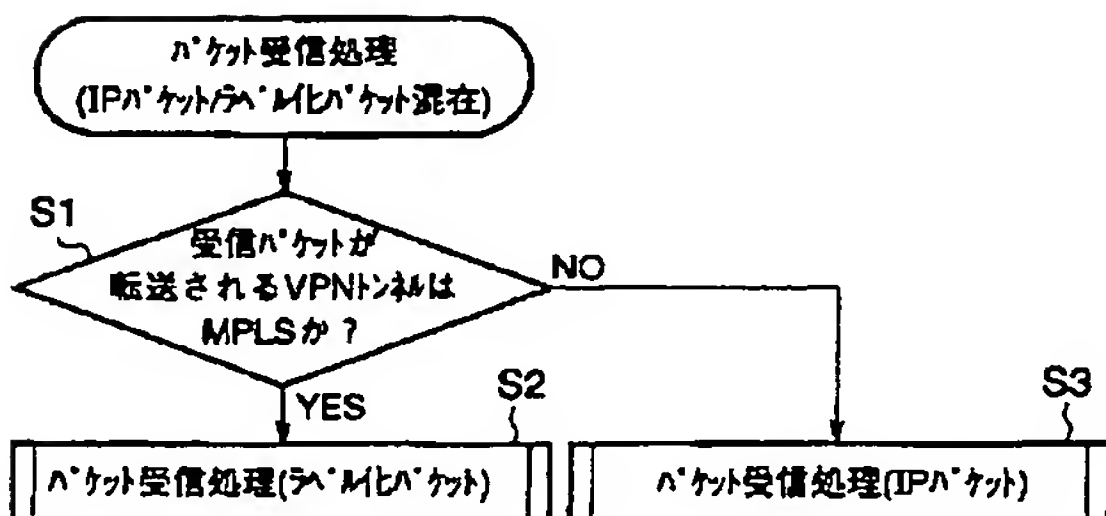 パケット受信処理
(IPパケット/ラベル化パケット混在)
S1
受信パケットが
転送されるVPNトンネルは
MPLSか？
NO
YES
S2
S3
パケット受信処理(ラベル化パケット)
パケット受信処理(IPパケット)